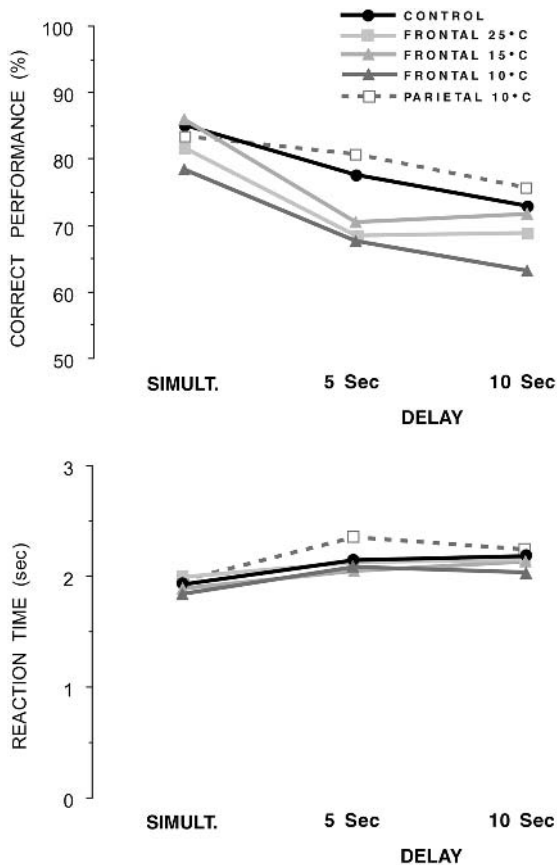 CONTROL
FRONTAL 25°C
FRONTAL 15°C
FRONTAL 10°C
PARIETAL 10°C
CORRECT PERFORMANCE (%)
100
90
80
70
60
50
SIMULT. 5 Sec 10 Sec
DELAY
REACTION TIME (sec)
3
2
1
0
SIMULT. 5 Sec 10 Sec
DELAY